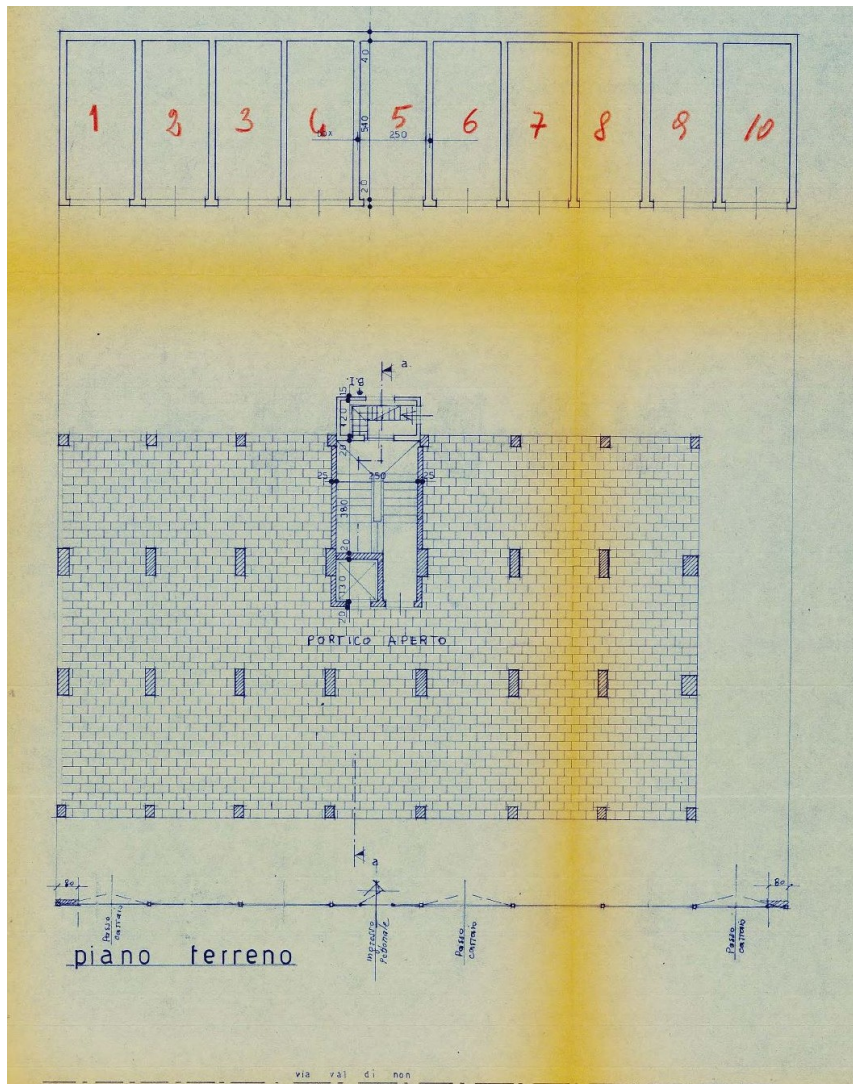 40
1 2 3 4 5 6 7 8 9 10
540
box 250
20
a
B.I.
15
120
20
25 250 25
380
20
130
20
PORTICO APERTO
a
80 80
Passo carraio
Ingresso Pedonale
Passo carraio
Passo carraio
piano terreno
via val di non